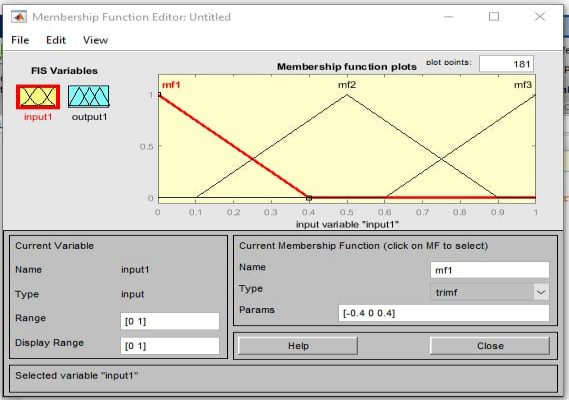 Membership Function Editor: Untitled
File Edit View
FIS Variables
input1 output1
Membership function plots
plot points: 181
mf1 mf2 mf3
1
0.5
0
0 0.1 0.2 0.3 0.4 0.5 0.6 0.7 0.8 0.9 1
input variable "input1"
Current Variable
Name input1
Type input
Range [0 1]
Display Range [0 1]
Current Membership Function (click on MF to select)
Name mf1
Type trimf
Params [-0.4 0 0.4]
Help Close
Selected variable "input1"